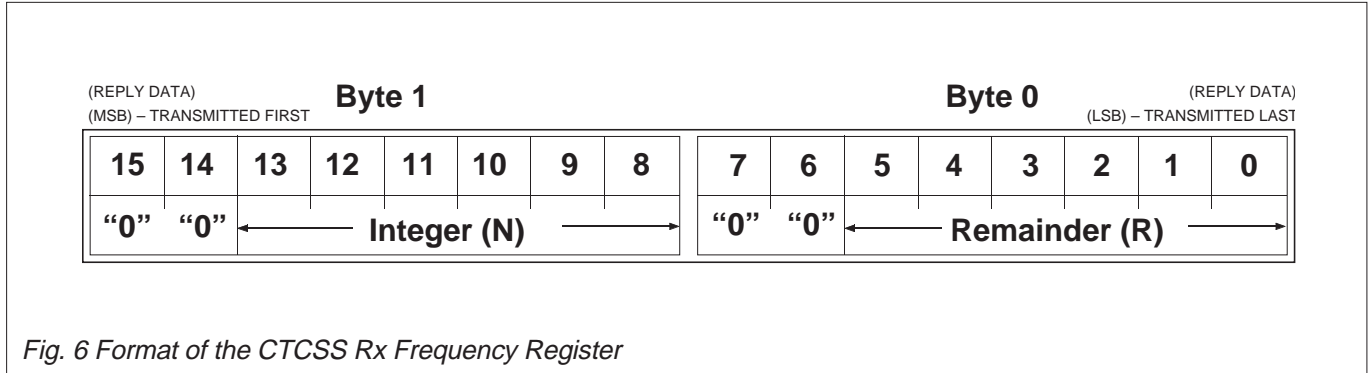 (REPLY DATA) Byte 1 Byte 0 (REPLY DATA)
(MSB) – TRANSMITTED FIRST (LSB) – TRANSMITTED LAST
15 14 13 12 11 10 9 8 7 6 5 4 3 2 1 0
“0” “0” Integer (N) “0” “0” Remainder (R)
Fig. 6 Format of the CTCSS Rx Frequency Register